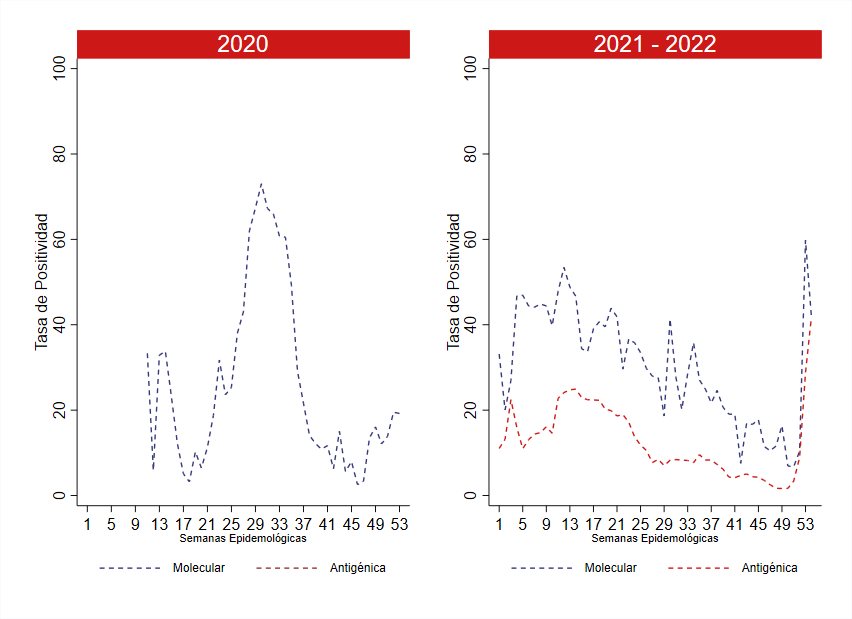 2020
Tasa de Positividad
0 20 40 60 80 100
1 5 9 13 17 21 25 29 33 37 41 45 49 53
Semanas Epidemológicas
Molecular Antigénica
2021 - 2022
Tasa de Positividad
0 20 40 60 80 100
1 5 9 13 17 21 25 29 33 37 41 45 49 53
Semanas Epidemológicas
Molecular Antigénica